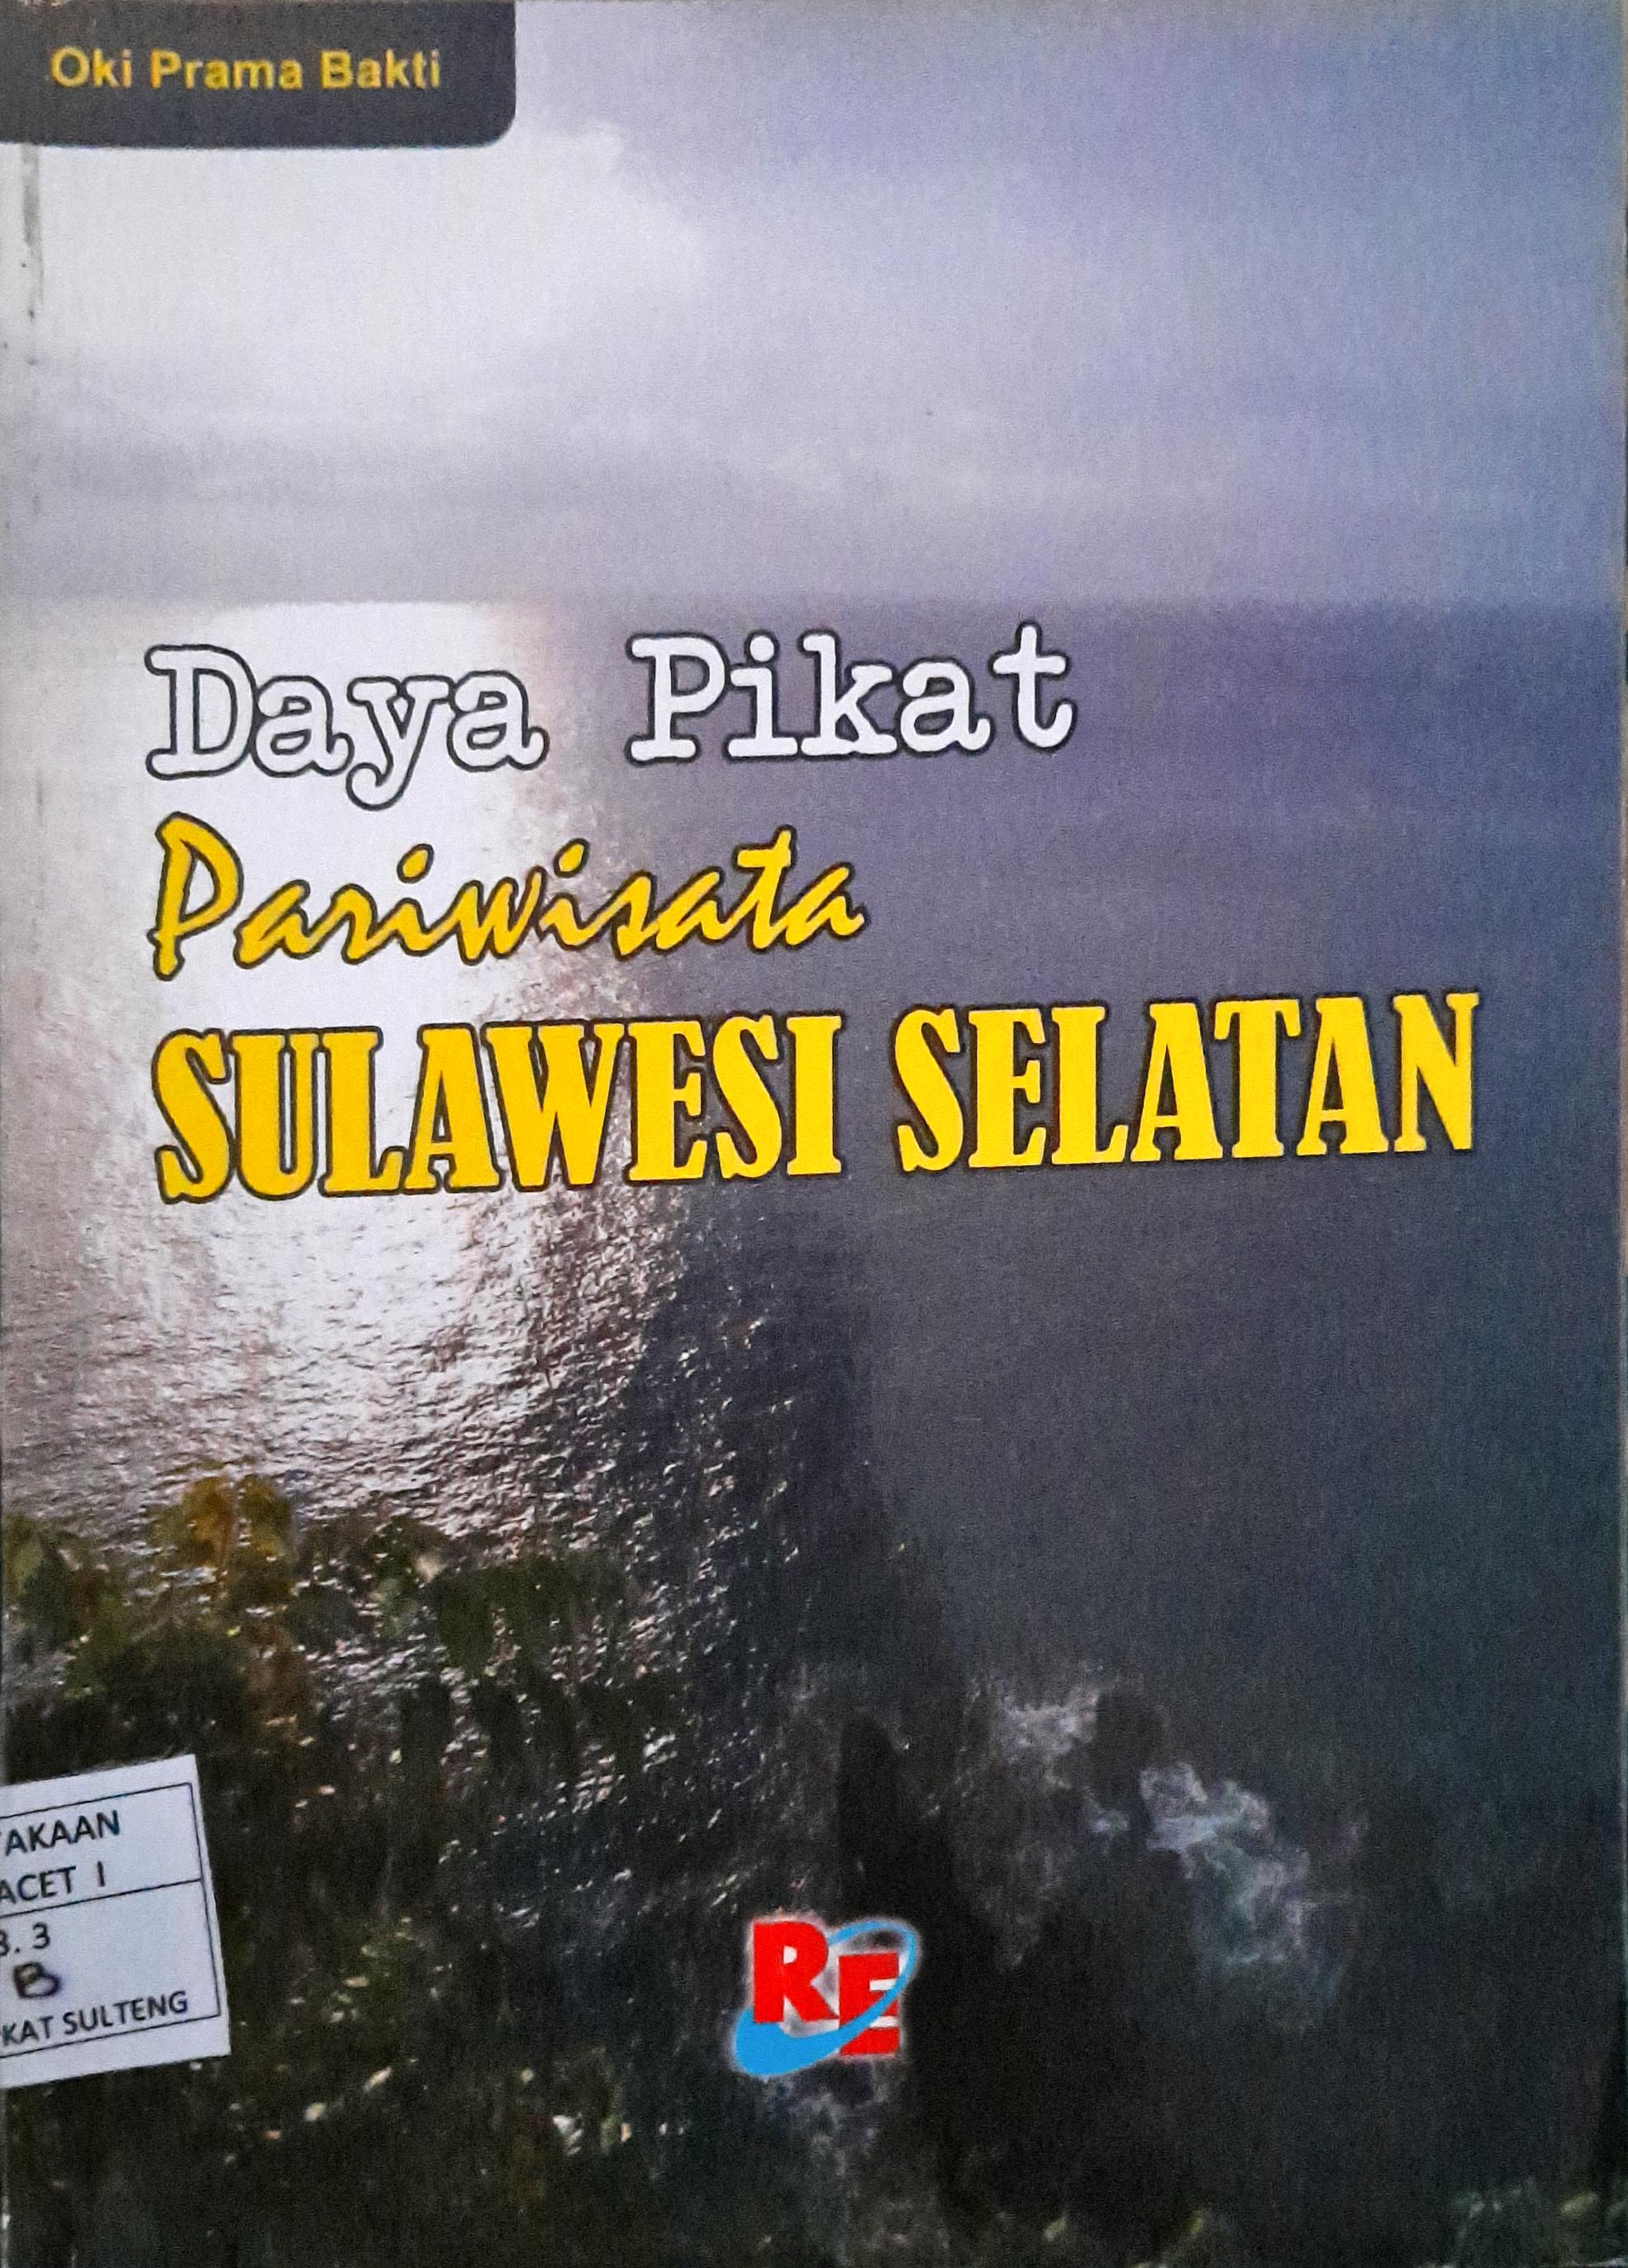 Oki Prama Bakti
Daya Pikat
Pariwisata
SULAWESI SELATAN
AKAAN
ACET I
3. 3
B
KAT SULTENG
RE